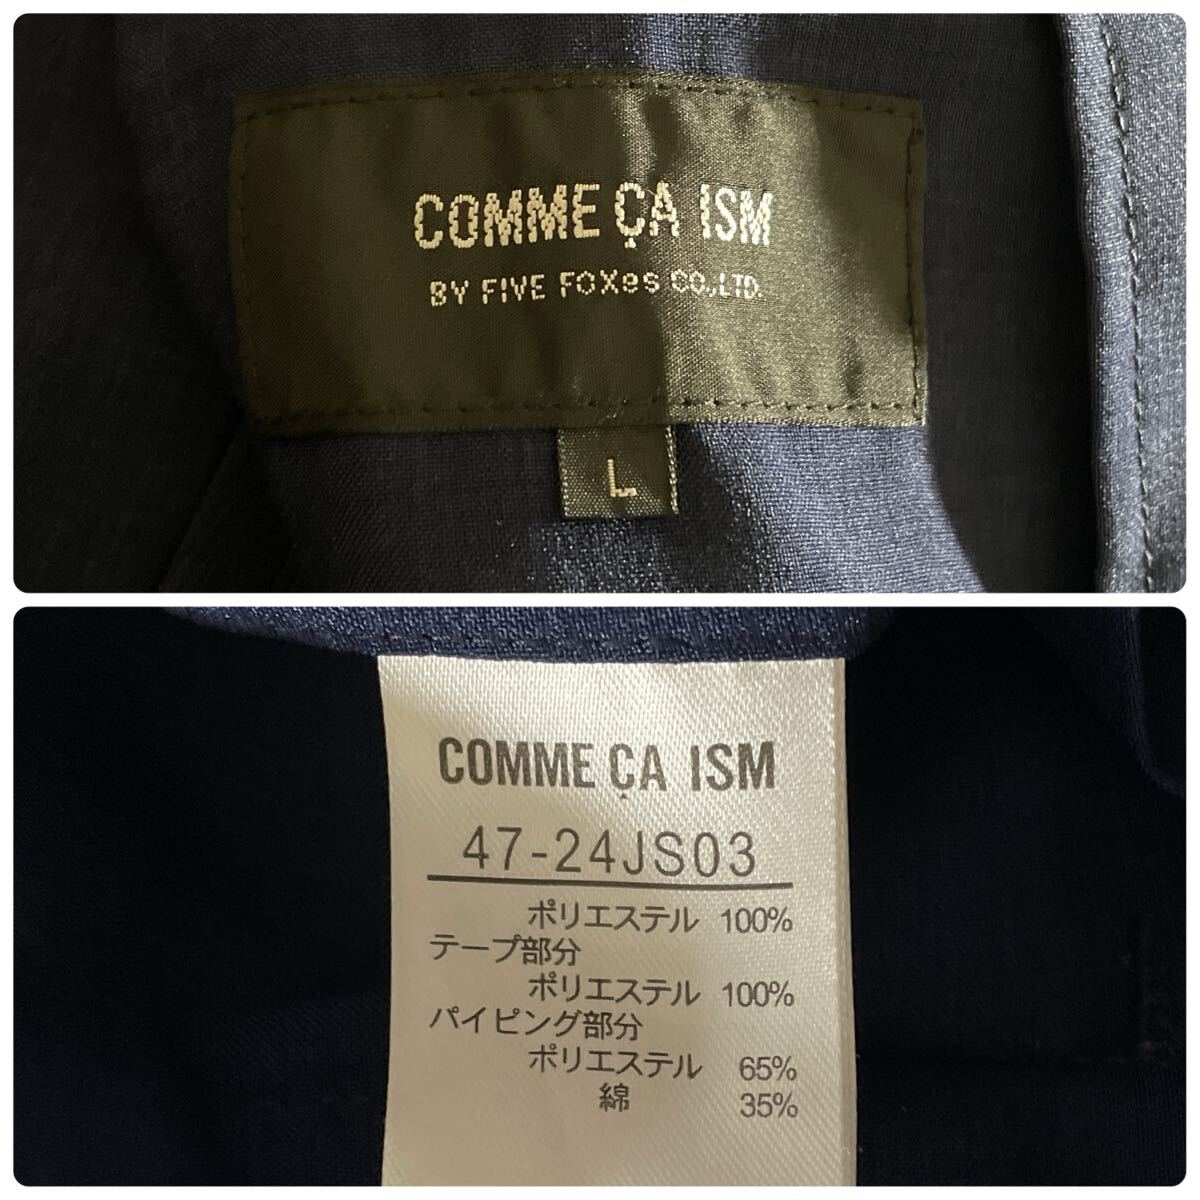 COMME ÇA ISM
BY FIVE FOXes CO.,LTD.
L
COMME ÇA ISM
47-24JS03
ポリエステル 100%
テープ部分
ポリエステル 100%
パイピング部分
ポリエステル 65%
綿 35%